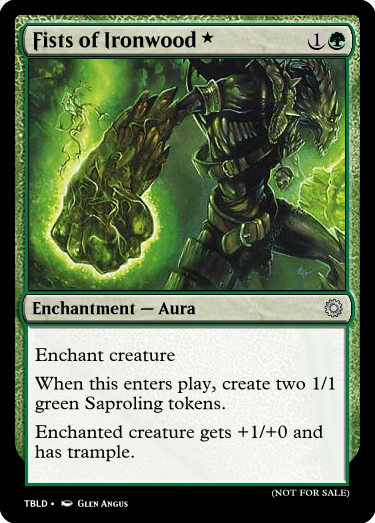 Fists of Ironwood ★ 1
Enchantment — Aura
Enchant creature
When this enters play, create two 1/1
green Saproling tokens.
Enchanted creature gets +1/+0 and
has trample.
(NOT FOR SALE)
TBLD • Glen Angus